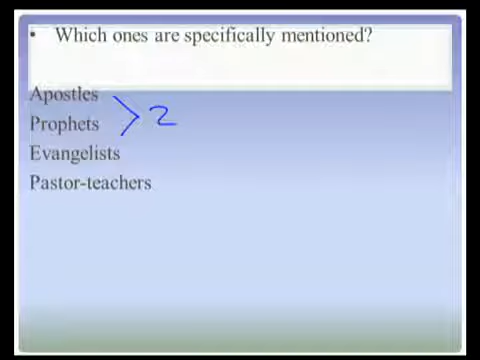 • Which ones are specifically mentioned?
Apostles
Prophets
2
Evangelists
Pastor-teachers